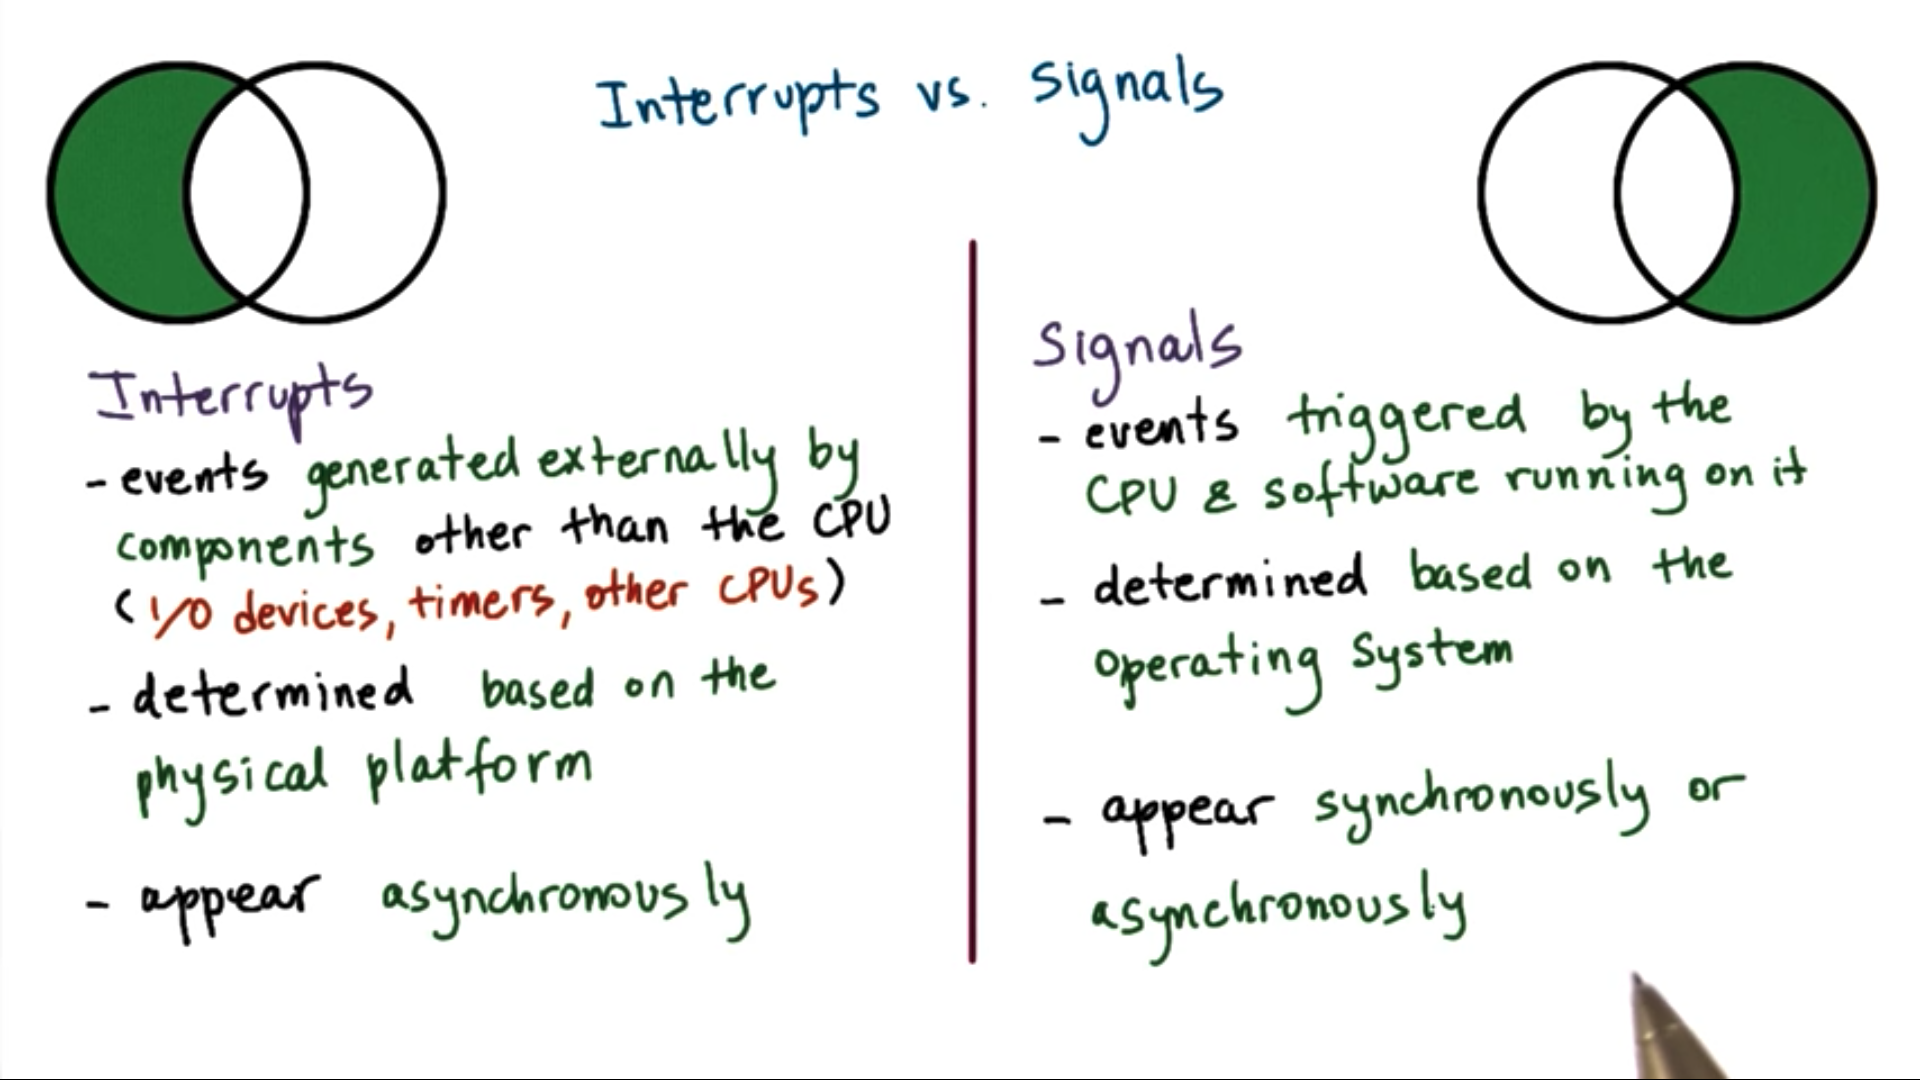 Interrupts vs. Signals
Interrupts
- events generated externally by
components other than the CPU
(I/O devices, timers, other CPUs)
- determined based on the
physical platform
- appear asynchronously
Signals
- events triggered by the
CPU & software running on it
- determined based on the
operating system
- appear synchronously or
asynchronously